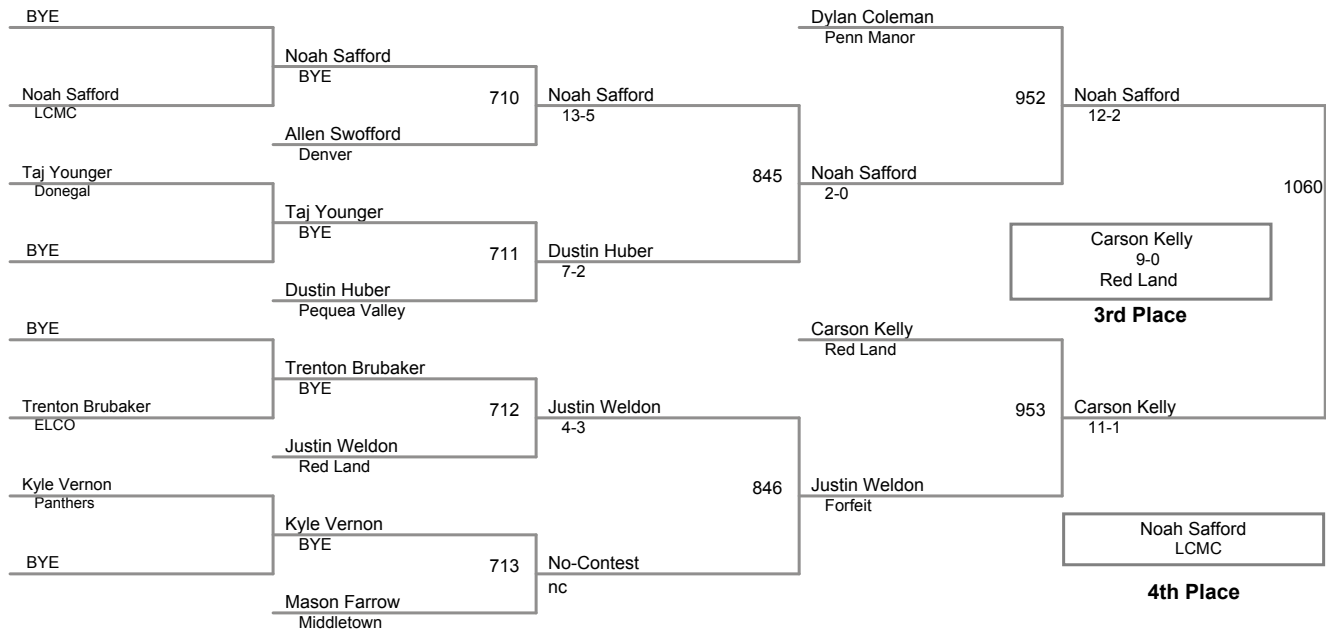 BYE
Noah Safford
LCMC
Taj Younger
Donegal
BYE
BYE
Trenton Brubaker
ELCO
Kyle Vernon
Panthers
BYE
Noah Safford
BYE
710
Allen Swofford
Denver
Taj Younger
BYE
711
Dustin Huber
Pequea Valley
Trenton Brubaker
BYE
712
Justin Weldon
Red Land
Kyle Vernon
BYE
713
Mason Farrow
Middletown
Noah Safford
13-5
845
Dustin Huber
7-2
Justin Weldon
4-3
846
No-Contest
nc
Dylan Coleman
Penn Manor
952
Noah Safford
2-0
Carson Kelly
Red Land
953
Justin Weldon
Forfeit
Noah Safford
12-2
1060
Carson Kelly
9-0
Red Land
3rd Place
Carson Kelly
11-1
Noah Safford
LCMC
4th Place